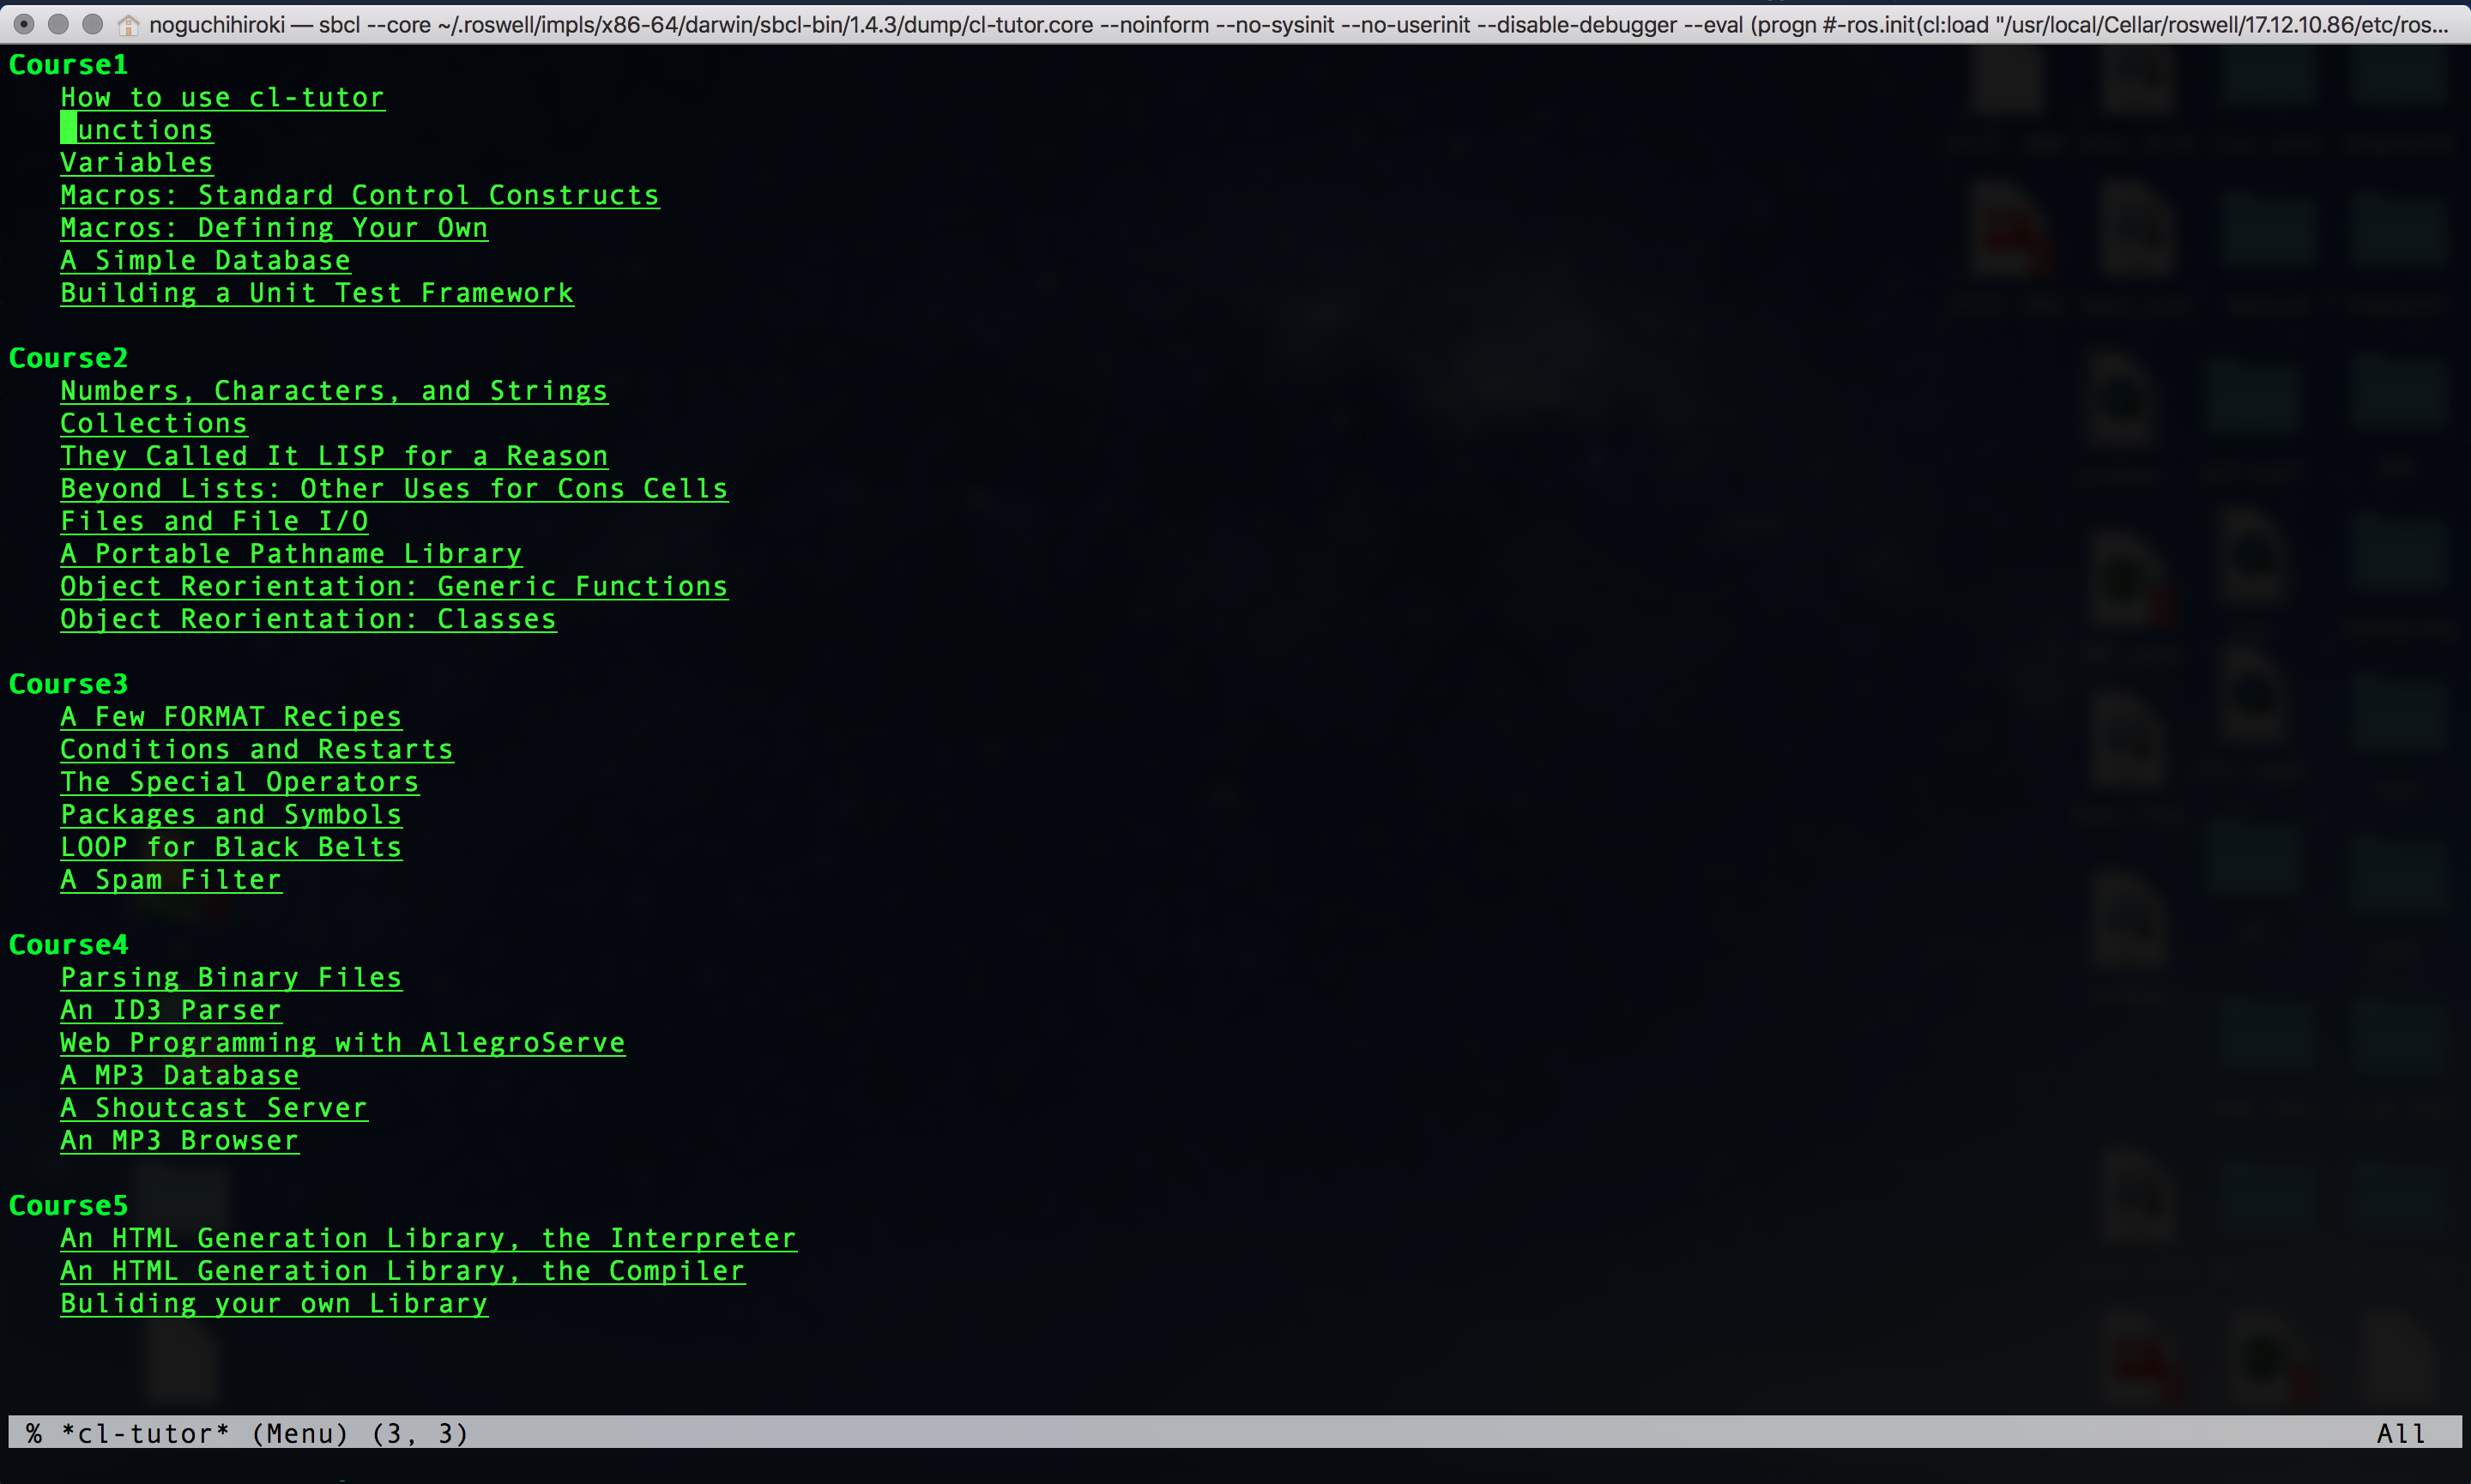 noguchihiroki — sbcl --core ~/.roswell/impls/x86-64/darwin/sbcl-bin/1.4.3/dump/cl-tutor.core --noinform --no-sysinit --no-userinit --disable-debugger --eval (progn #-ros.init(cl:load "/usr/local/Cellar/roswell/17.12.10.86/etc/ros...
Course1
How to use cl-tutor
unctions
Variables
Macros: Standard Control Constructs
Macros: Defining Your Own
A Simple Database
Building a Unit Test Framework
Course2
Numbers, Characters, and Strings
Collections
They Called It LISP for a Reason
Beyond Lists: Other Uses for Cons Cells
Files and File I/O
A Portable Pathname Library
Object Reorientation: Generic Functions
Object Reorientation: Classes
Course3
A Few FORMAT Recipes
Conditions and Restarts
The Special Operators
Packages and Symbols
LOOP for Black Belts
A Spam Filter
Course4
Parsing Binary Files
An ID3 Parser
Web Programming with AllegroServe
A MP3 Database
A Shoutcast Server
An MP3 Browser
Course5
An HTML Generation Library, the Interpreter
An HTML Generation Library, the Compiler
Buliding your own Library
% *cl-tutor* (Menu) (3, 3) All